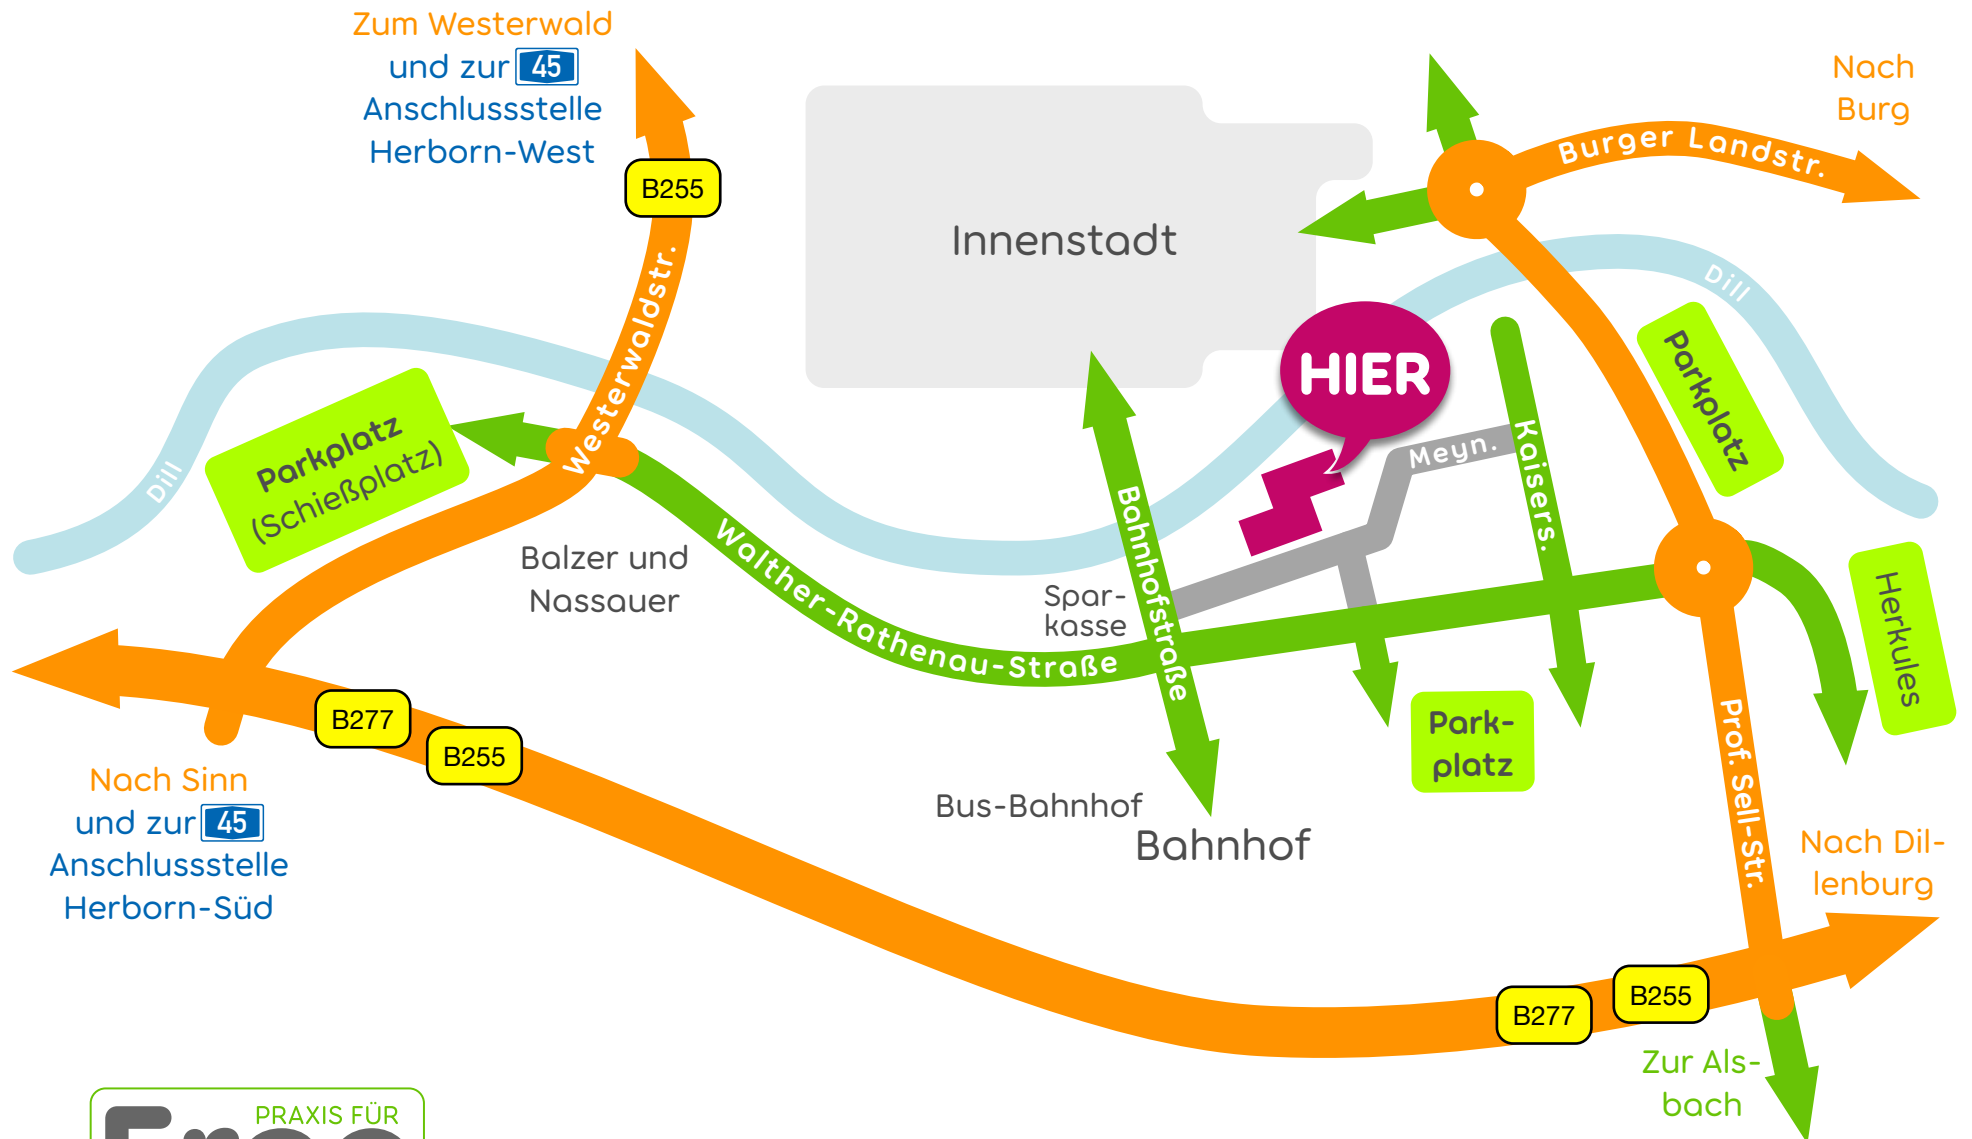 Zum Westerwald
und zur 45
Anschlussstelle
Herborn-West
B255
Westerwaldstr.
Innenstadt
Nach
Burg
Burger Landstr.
Dill
HIER
Parkplatz
Meyn.
Kaisers.
Dill
Parkplatz
(Schießplatz)
Balzer und
Nassauer
Walther-Rathenau-Straße
Bahnhofstraße
Spar-
kasse
Herkules
Park-
platz
Prof. Sell-Str.
B277
B255
Nach Sinn
und zur 45
Anschlussstelle
Herborn-Süd
Bus-Bahnhof
Bahnhof
Nach Dil-
lenburg
B277
B255
Zur Als-
bach
PRAXIS FÜR